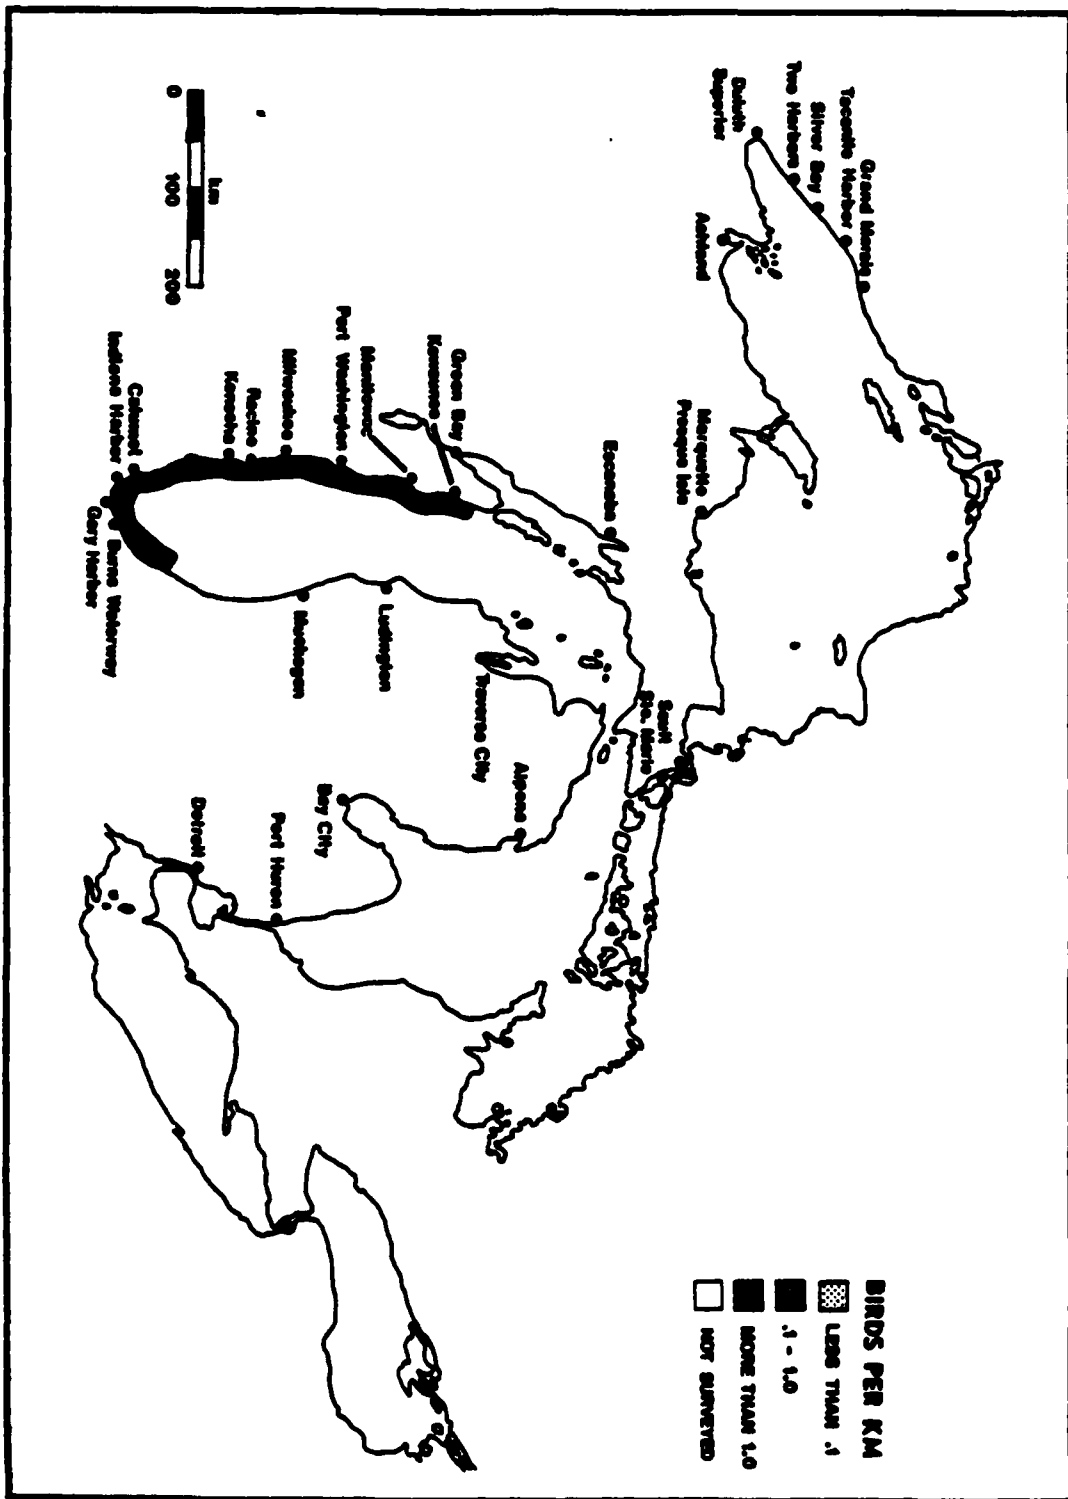 Grand Marais
Taconite Harbor
Silver Bay
Two Harbors
Duluth
Superior
Ashland
Marquette
Presque Isle
Sault
Ste. Marie
Escanaba
Green Bay
Kewaunee
Manitowoc
Port Washington
Milwaukee
Racine
Kenosha
Calumet
Indiana Harbor
Burns Waterway
Gary Harbor
Muskegon
Ludington
Traverse City
Alpena
Bay City
Port Huron
Detroit
km
0 100 200
BIRDS PER KM
LESS THAN .1
.1 - 1.0
MORE THAN 1.0
NOT SURVEYED